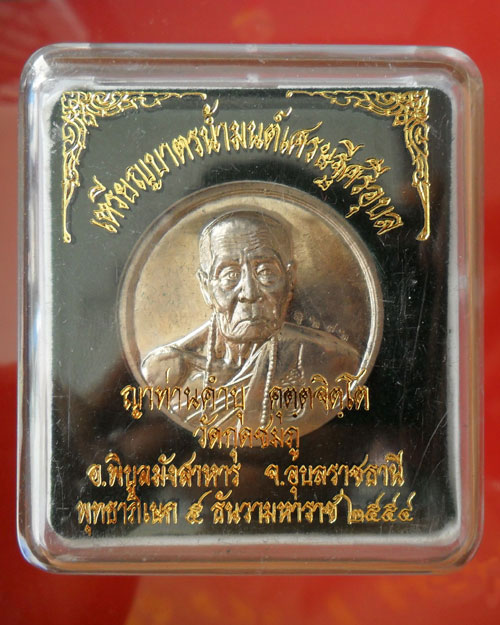 เหรียญบาตรน้ำมนต์เศรษฐีศรีอุบล
ญาท่านคำบุ คุตฺตจิตฺโต
วัดกุดชมภู
อ.พิบูลมังสาหาร จ.อุบลราชธานี
พุทธาภิเษก ๕ ธันวามหาราช ๒๕๕๔